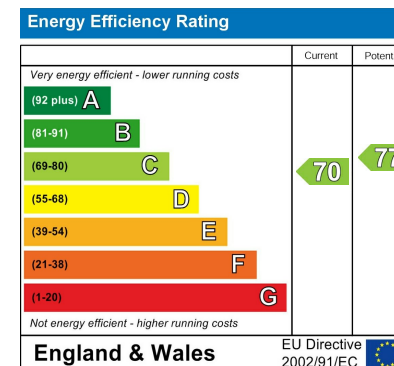 Energy Efficiency Rating
Current
Very energy efficient - lower running costs
(92 plus) A
(81-91) B
(69-80) C
(55-68) D
(39-54) E
(21-38) F
(1-20) G
70
77
Not energy efficient - higher running costs
England & Wales
EU Directive
2002/91/EC